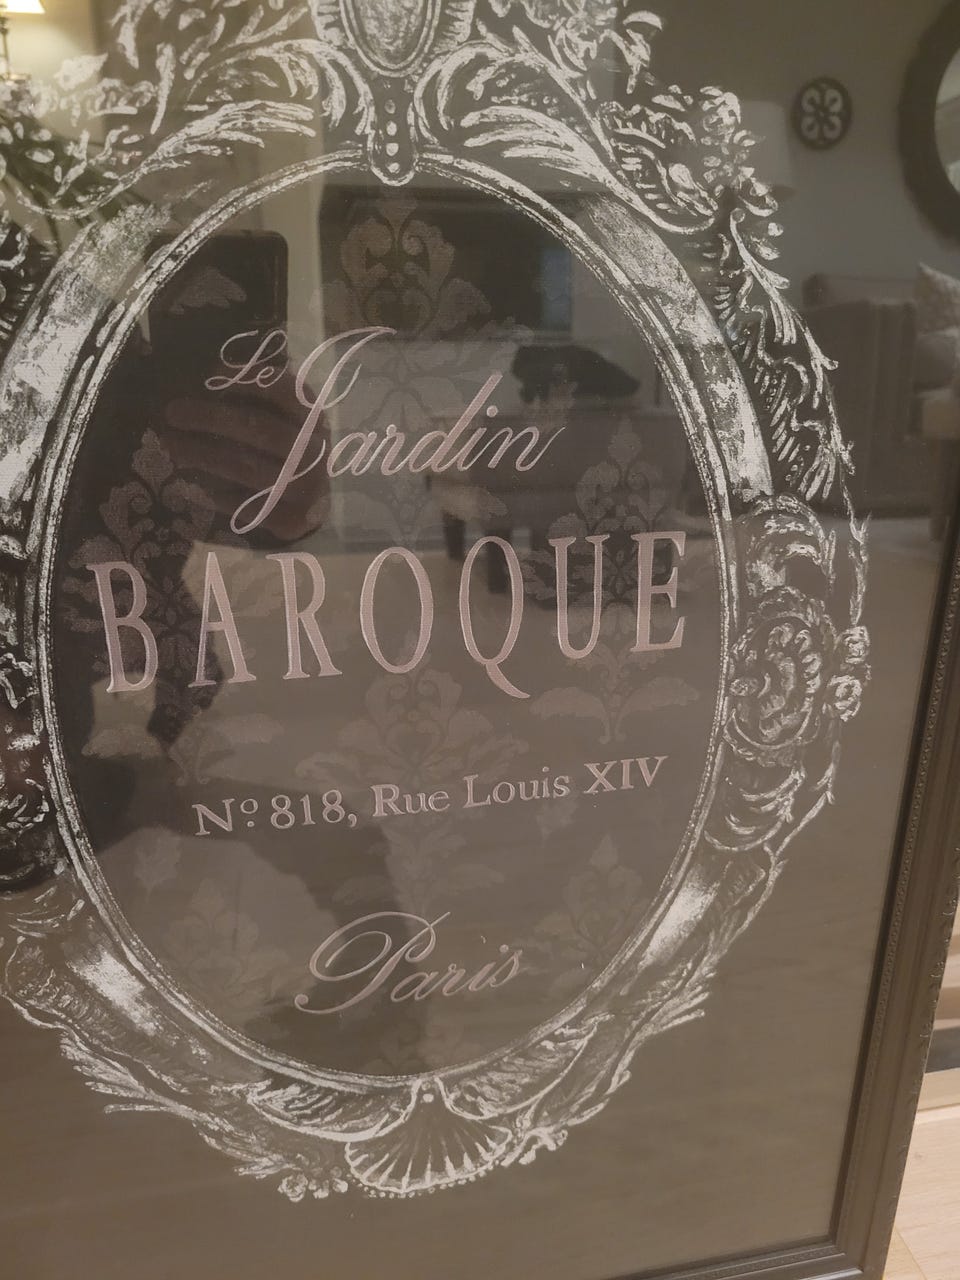 Le Jardin
BAROQUE
Nº 818, Rue Louis XIV
Paris